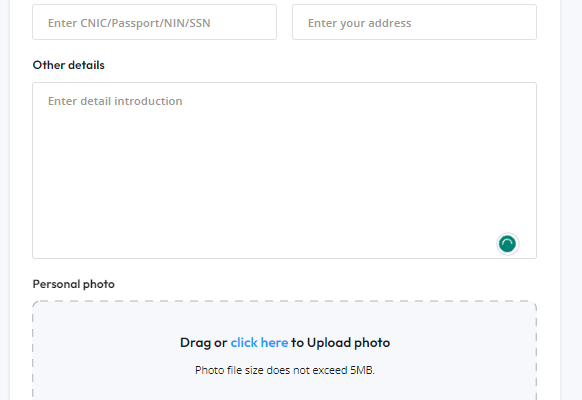 Enter CNIC/Passport/NIN/SSN
Enter your address
Other details
Enter detail introduction
Personal photo
Drag or click here to Upload photo
Photo file size does not exceed 5MB.